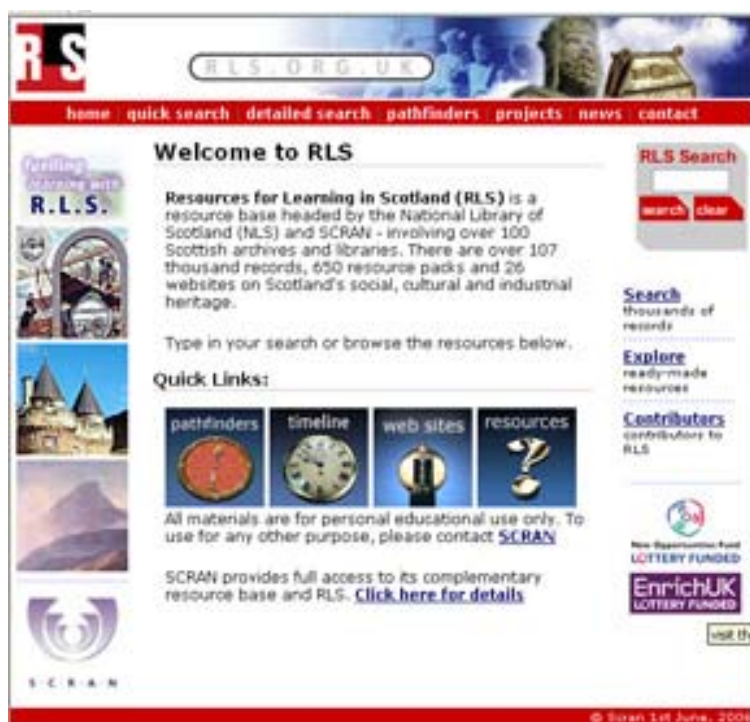 RLS
RLS.ORG.UK
home quick search detailed search pathfinders projects news contact
fuelling
learning with
R.L.S.
Welcome to RLS
Resources for Learning in Scotland (RLS) is a
resource base headed by the National Library of
Scotland (NLS) and SCRAN - involving over 100
Scottish archives and libraries. There are over 107
thousand records, 650 resource packs and 26
websites on Scotland's social, cultural and industrial
heritage.
Type in your search or browse the resources below.
Quick Links:
pathfinders timeline web sites resources
All materials are for personal educational use only. To
use for any other purpose, please contact SCRAN
SCRAN provides full access to its complementary
resource base and RLS. Click here for details
S·C·R·A·N
RLS Search
search clear
Search
thousands of
records
Explore
ready-made
resources
Contributors
contributors to
RLS
New Opportunities Fund
LOTTERY FUNDED
EnrichUK
LOTTERY FUNDED
visit
© Scran 1st June,